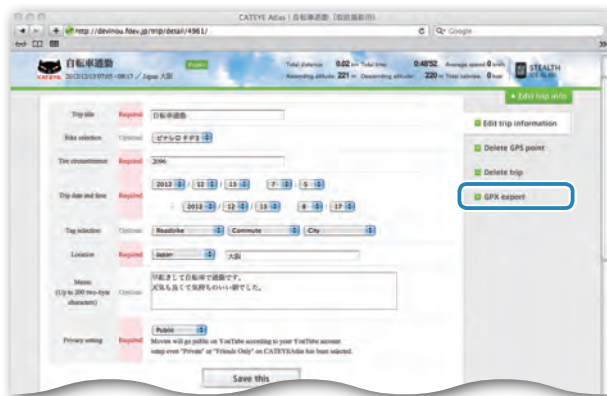 CATEYE Atlas | 自転車通勤 (取扱説明用)
http://devinou.fdev.jp/trip/detail/4961/
C
Google
自転車通勤
Public
CATEYE
2012/12/13 07:05 - 08:17 / Japan 大阪
Total distance 0.02 km Total time 0:48'52 Average speed 0 km/h
Ascending altitude 221 m Descending altitude 220 m Total calories 0 kcal
STEALTH
Edit trip info
Trip title Required 自転車通勤
Bike selection Optional
Tire circumference Required 2096
Trip date and time Required
2012 / 12 / 13 7 : 5
- 2012 / 12 / 13 8 : 17
Tag selection Optional Roadbike Commute City
Location Required Japan 大阪
Memo
(Up to 200 two-byte
characters)
Optional
早起きして自転車で通勤です。
天気も良くて気持ちのいい朝でした。
Privacy setting Required Public
Movies will go public on YouTube according to your YouTube account
setup even "Private" or "Friends Only" on CATEYEAtlas has been selected.
Save this
Edit trip information
Delete GPS point
Delete trip
GPX export